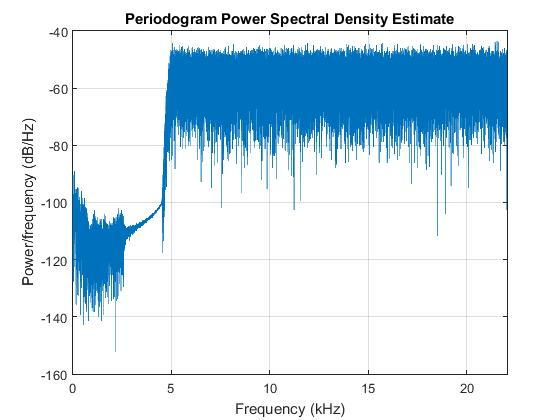 Periodogram Power Spectral Density Estimate
-40
-60
-80
-100
-120
-140
-160
Power/frequency (dB/Hz)
0 5 10 15 20
Frequency (kHz)